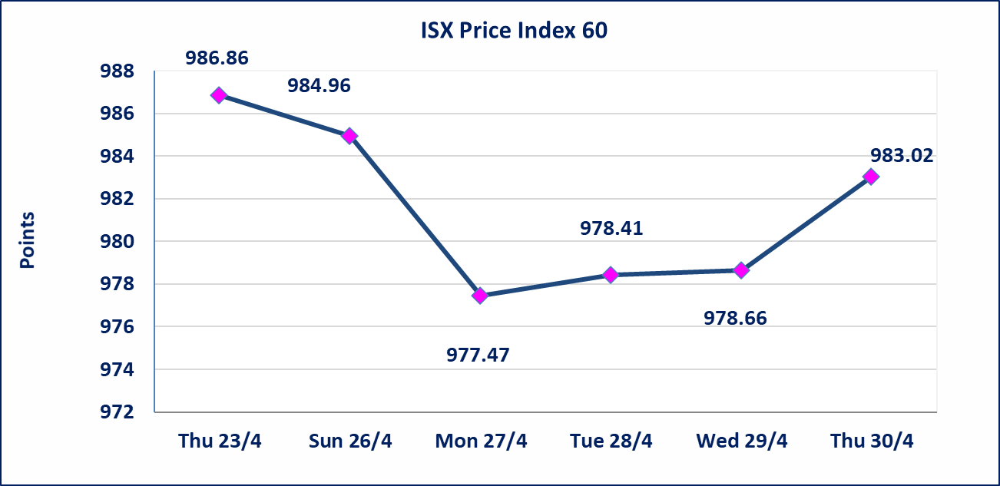 ISX Price Index 60
Points
988
986
984
982
980
978
976
974
972
986.86
984.96
977.47
978.41
978.66
983.02
Thu 23/4
Sun 26/4
Mon 27/4
Tue 28/4
Wed 29/4
Thu 30/4